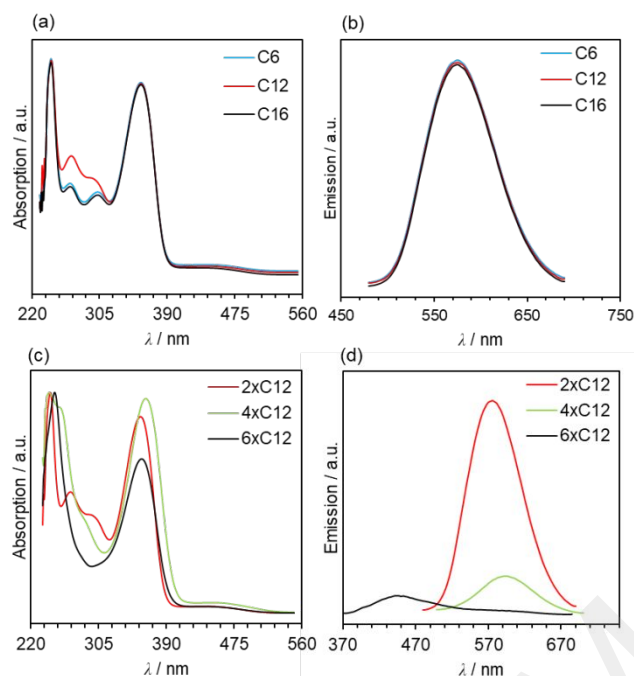 (a)
C6
C12
C16
Absorption / a.u.
220 305 390 475 560
λ / nm
(b)
C6
C12
C16
Emission / a.u.
450 550 650 750
λ / nm
(c)
2xC12
4xC12
6xC12
Absorption / a.u.
220 305 390 475 560
λ / nm
(d)
2xC12
4xC12
6xC12
Emission / a.u.
370 470 570 670
λ / nm